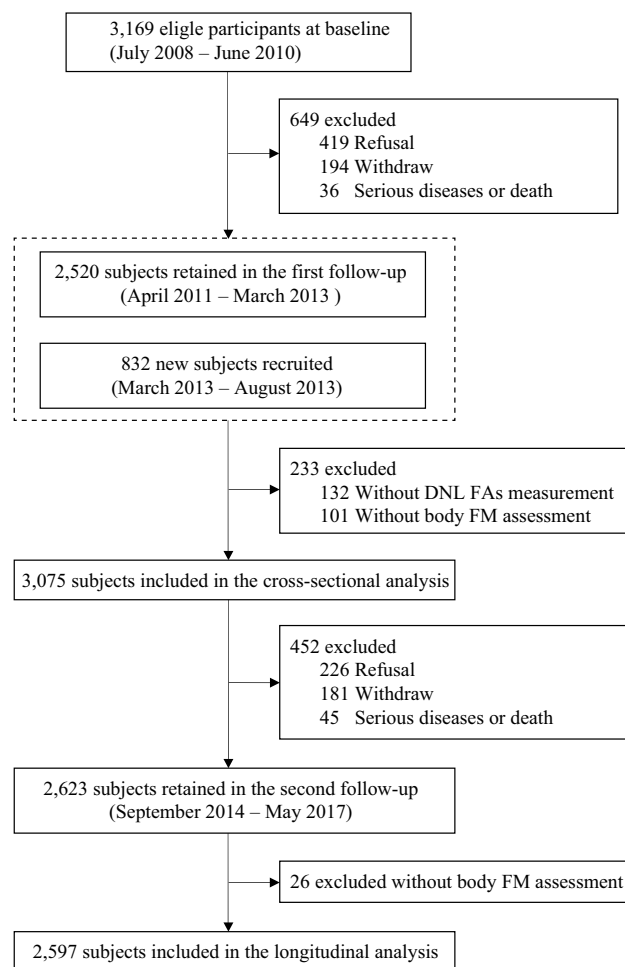 3,169 eligle participants at baseline
(July 2008 – June 2010)
649 excluded
419 Refusal
194 Withdraw
36 Serious diseases or death
2,520 subjects retained in the first follow-up
(April 2011 – March 2013 )
832 new subjects recruited
(March 2013 – August 2013)
233 excluded
132 Without DNL FAs measurement
101 Without body FM assessment
3,075 subjects included in the cross-sectional analysis
452 excluded
226 Refusal
181 Withdraw
45 Serious diseases or death
2,623 subjects retained in the second follow-up
(September 2014 – May 2017)
26 excluded without body FM assessment
2,597 subjects included in the longitudinal analysis